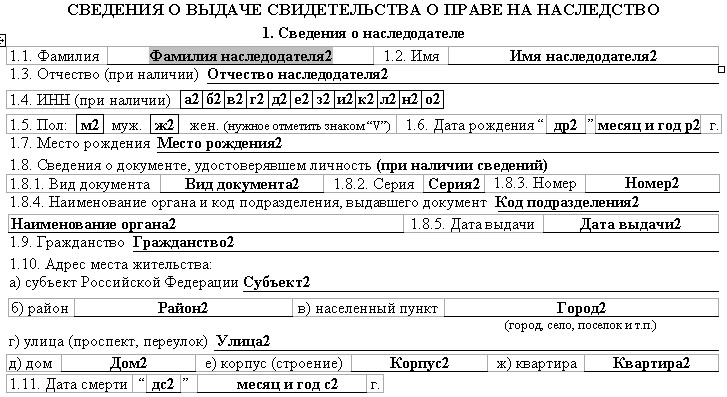 СВЕДЕНИЯ О ВЫДАЧЕ СВИДЕТЕЛЬСТВА О ПРАВЕ НА НАСЛЕДСТВО
1. Сведения о наследодателе
1.1. Фамилия Фамилия наследодателя2 1.2. Имя Имя наследодателя2
1.3. Отчество (при наличии) Отчество наследодателя2
1.4. ИНН (при наличии) а2 б2 в2 г2 д2 е2 з2 и2 к2 л2 н2 о2
1.5. Пол: м2 муж. ж2 жен. (нужное отметить знаком “V”) 1.6. Дата рождения “ др2 ” месяц и год р2 г.
1.7. Место рождения Место рождения2
1.8. Сведения о документе, удостоверявшем личность (при наличии сведений)
1.8.1. Вид документа Вид документа2 1.8.2. Серия Серия2 1.8.3. Номер Номер2
1.8.4. Наименование органа и код подразделения, выдавшего документ Код подразделения2
Наименование органа2 1.8.5. Дата выдачи Дата выдачи2
1.9. Гражданство Гражданство2
1.10. Адрес места жительства:
а) субъект Российской Федерации Субъект2
б) район Район2 в) населенный пункт Город2
(город, село, поселок и т.п.)
г) улица (проспект, переулок) Улица2
д) дом Дом2 е) корпус (строение) Корпус2 ж) квартира Квартира2
1.11. Дата смерти “ дс2 ” месяц и год с2 г.